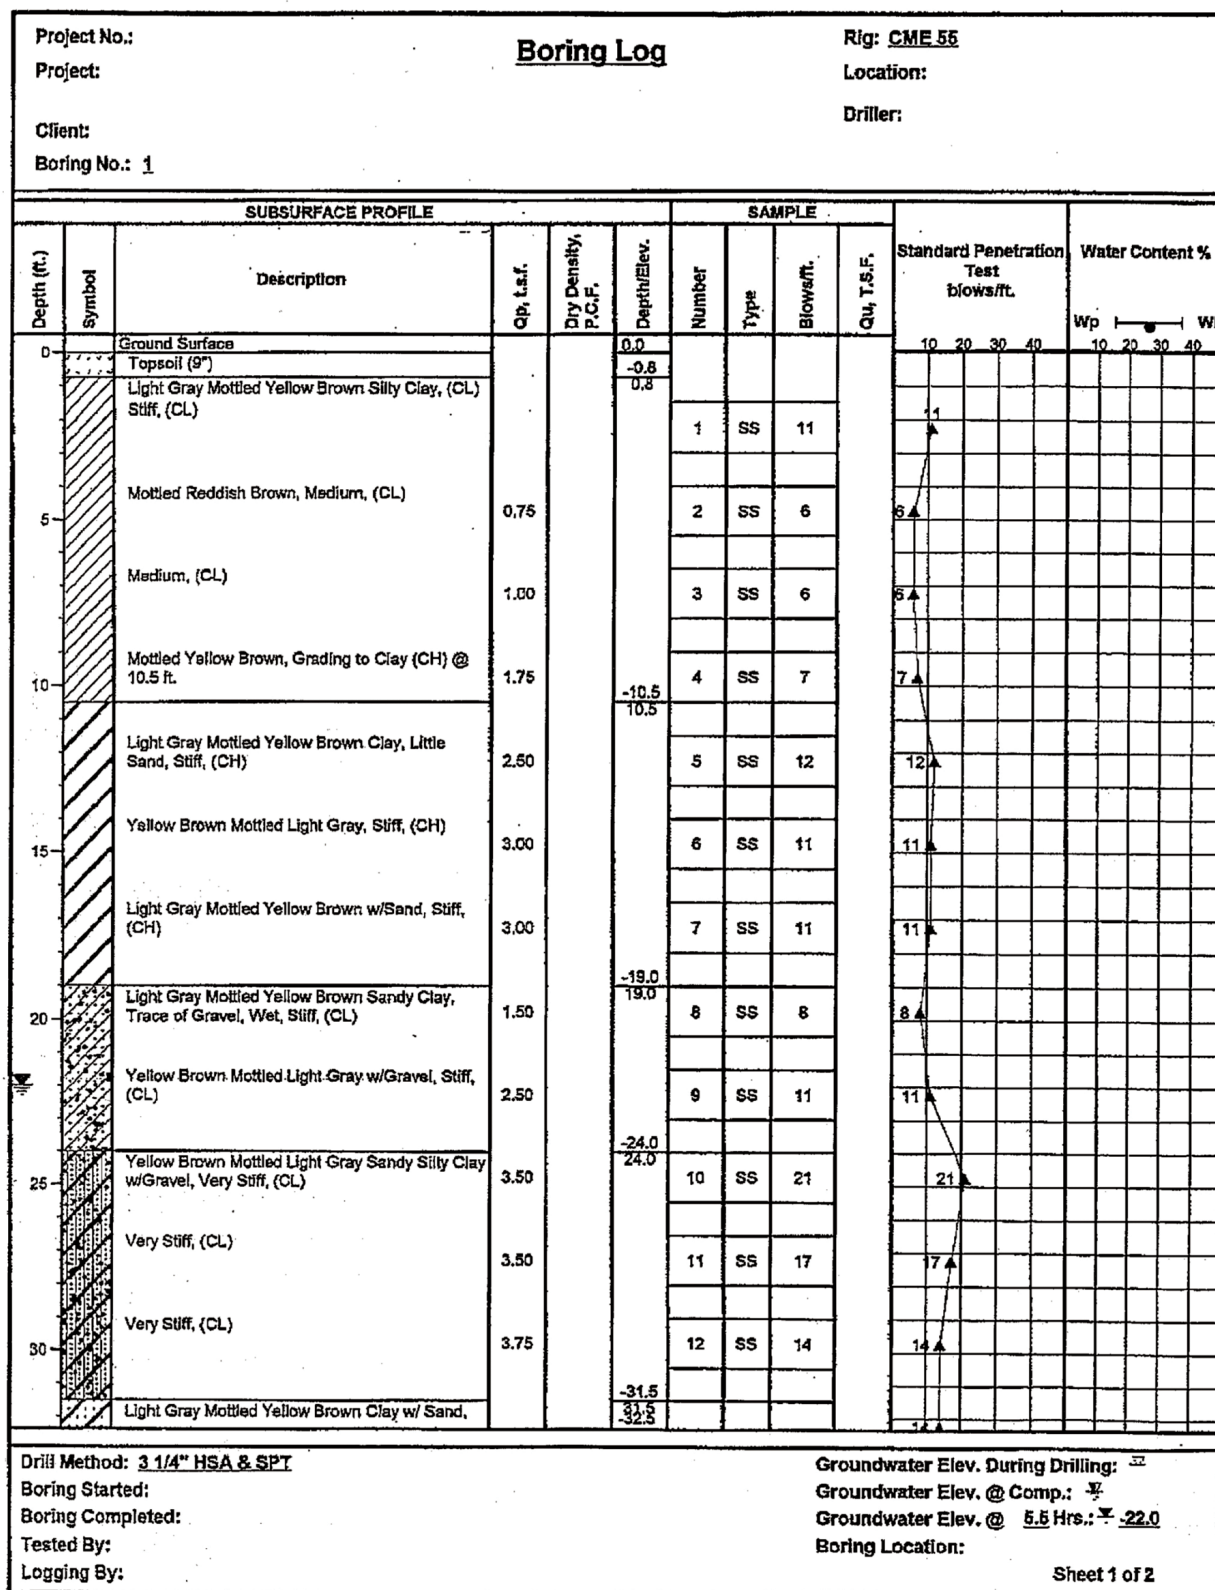 Project No.:
Boring Log
Rig: CME 55
Project:
Location:
Driller:
Client:
Boring No.: 1
SUBSURFACE PROFILE
SAMPLE
Depth (ft.)
Symbol
Description
Qp, t.s.f.
Dry Density, P.C.F.
Depth/Elev.
Number
Type
Blows/ft.
Qu, T.S.F.
Standard Penetration Test blows/ft.
Water Content %
Wp
10 20 30 40
10 20 30 40
0
Ground Surface
0.0
Topsoil (9")
-0.8
0.8
Light Gray Mottled Yellow Brown Silty Clay, (CL)
Stiff, (CL)
1 SS 11 11
Mottled Reddish Brown, Medium, (CL)
5
0.75 2 SS 6 6
Medium, (CL)
1.00 3 SS 6 6
Mottled Yellow Brown, Grading to Clay (CH) @
10.5 ft.
10
1.75 4 SS 7 7
-10.5
10.5
Light Gray Mottled Yellow Brown Clay, Little
Sand, Stiff, (CH)
2.50 5 SS 12 12
Yellow Brown Mottled Light Gray, Stiff, (CH)
15
3.00 6 SS 11 11
Light Gray Mottled Yellow Brown w/Sand, Stiff,
(CH)
3.00 7 SS 11 11
-19.0
19.0
Light Gray Mottled Yellow Brown Sandy Clay,
Trace of Gravel, Wet, Stiff, (CL)
20
1.50 8 SS 8 8
Yellow Brown Mottled Light Gray w/Gravel, Stiff,
(CL)
2.50 9 SS 11 11
-24.0
24.0
Yellow Brown Mottled Light Gray Sandy Silty Clay
w/Gravel, Very Stiff, (CL)
25
3.50 10 SS 21 21
Very Stiff, (CL)
3.50 11 SS 17 17
Very Stiff, (CL)
30
3.75 12 SS 14 14
-31.5
31.5
Light Gray Mottled Yellow Brown Clay w/ Sand,
-32.5
Drill Method: 3 1/4" HSA & SPT
Boring Started:
Boring Completed:
Tested By:
Logging By:
Groundwater Elev. During Drilling:
Groundwater Elev. @ Comp.:
Groundwater Elev. @ 5.5 Hrs.: -22.0
Boring Location:
Sheet 1 of 2